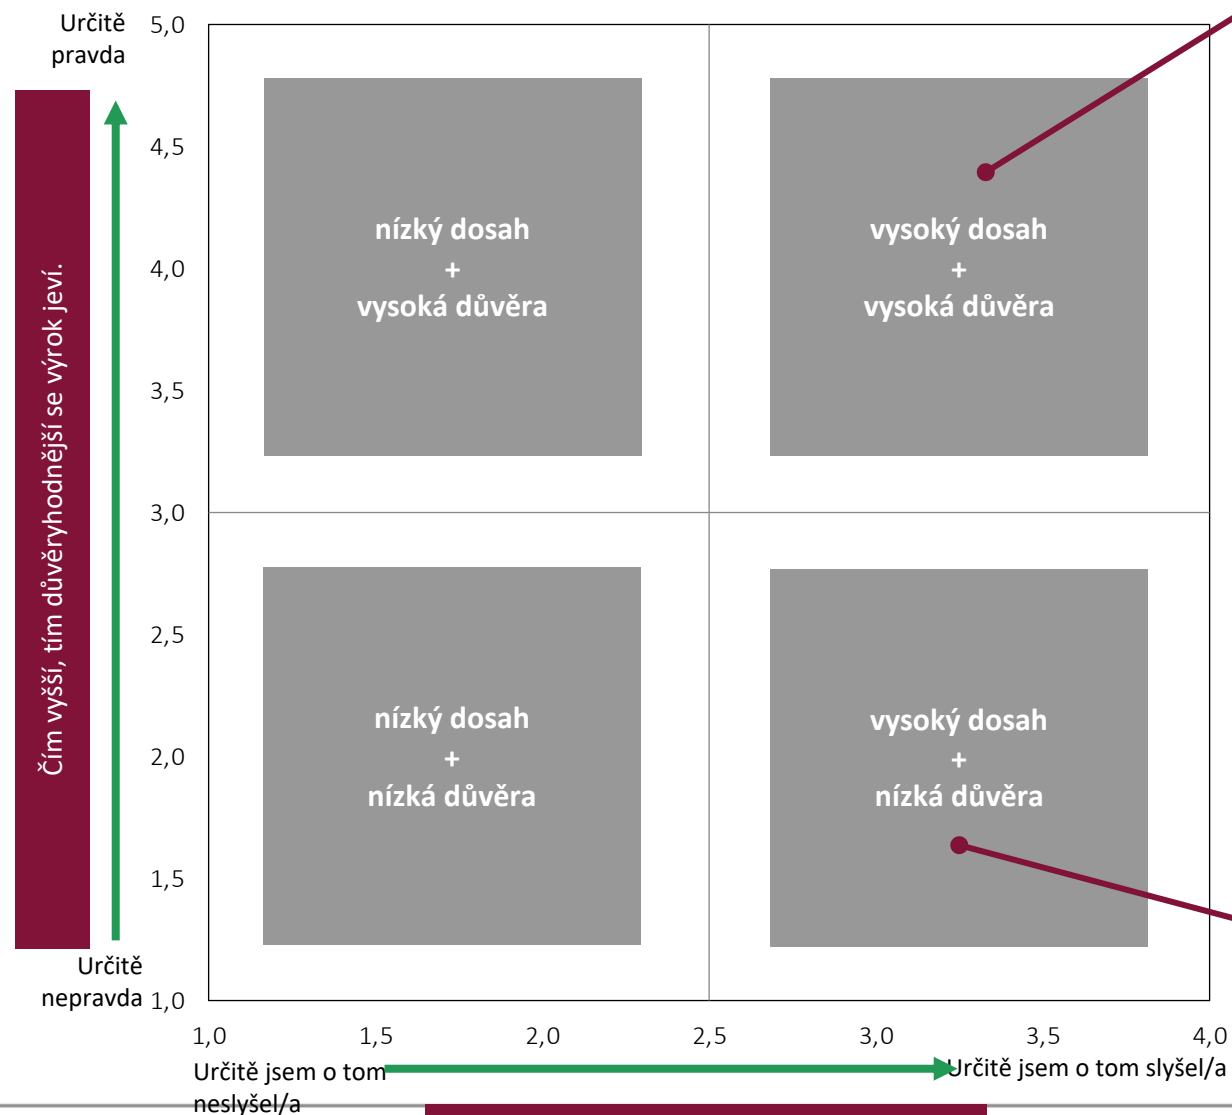 Určitě
pravda
5,0
4,5
4,0
3,5
3,0
2,5
2,0
1,5
1,0
Čím vyšší, tím důvěryhodnější se výrok jeví.
nízký dosah
+
vysoká důvěra
vysoký dosah
+
vysoká důvěra
nízký dosah
+
nízká důvěra
vysoký dosah
+
nízká důvěra
Určitě
nepravda
1,0 1,5 2,0 2,5 3,0 3,5 4,0
Určitě jsem o tom
neslyšel/a
Určitě jsem o tom slyšel/a